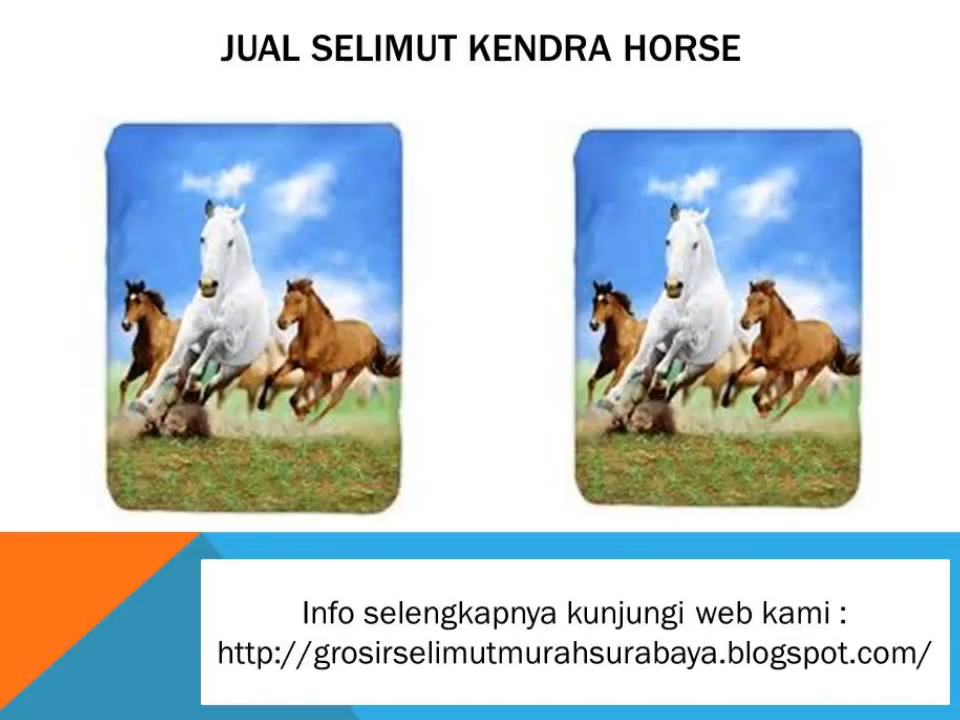 JUAL SELIMUT KENDRA HORSE
Info selengkapnya kunjungi web kami :
http://grosirselimutmurahsurabaya.blogspot.com/